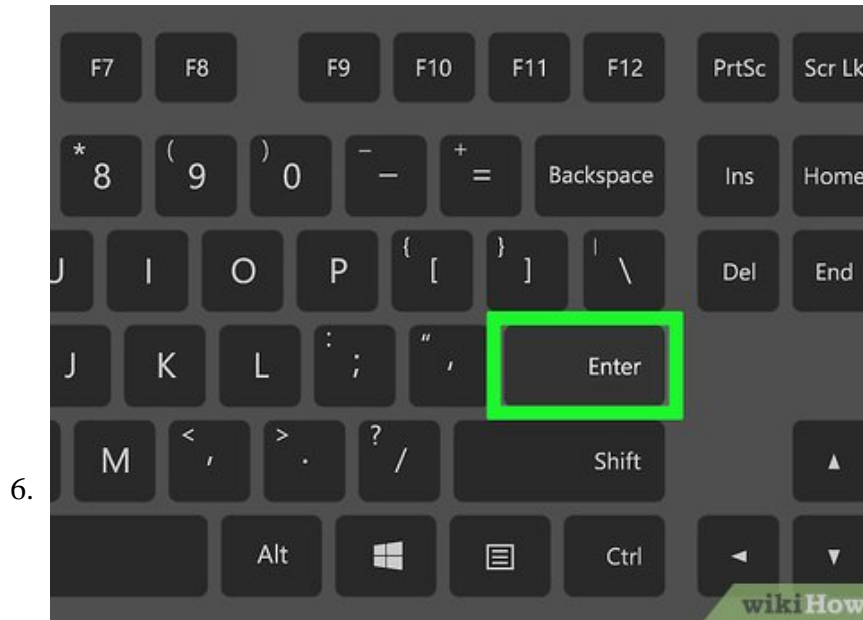 F7 F8 F9 F10 F11 F12 PrtSc Scr Lk
* 8 ( 9 ) 0 _ - + = Backspace Ins Home
U I O P { [ } ] | \ Del End
J K L : ; " ' Enter
M < , > . ? / Shift
6.
Alt Ctrl
wikiHow